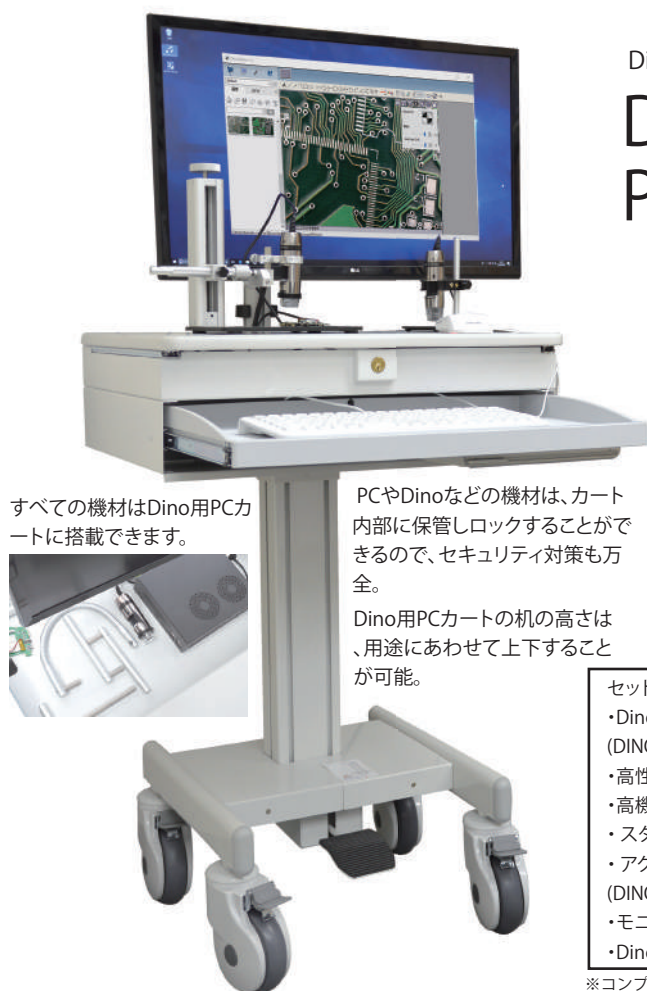 Di
D
P
すべての機材はDino用PCカ
ートに搭載できます。
PCやDinoなどの機材は、カート
内部に保管しロックすることがで
きるので、セキュリティ対策も万
全。
Dino用PCカートの机の高さは
、用途にあわせて上下すること
が可能。
LG
セット
・Dino
(DINO
・高性
・高機
・スタ
・アク
(DINO
・モニ
・Dino
※コンプ